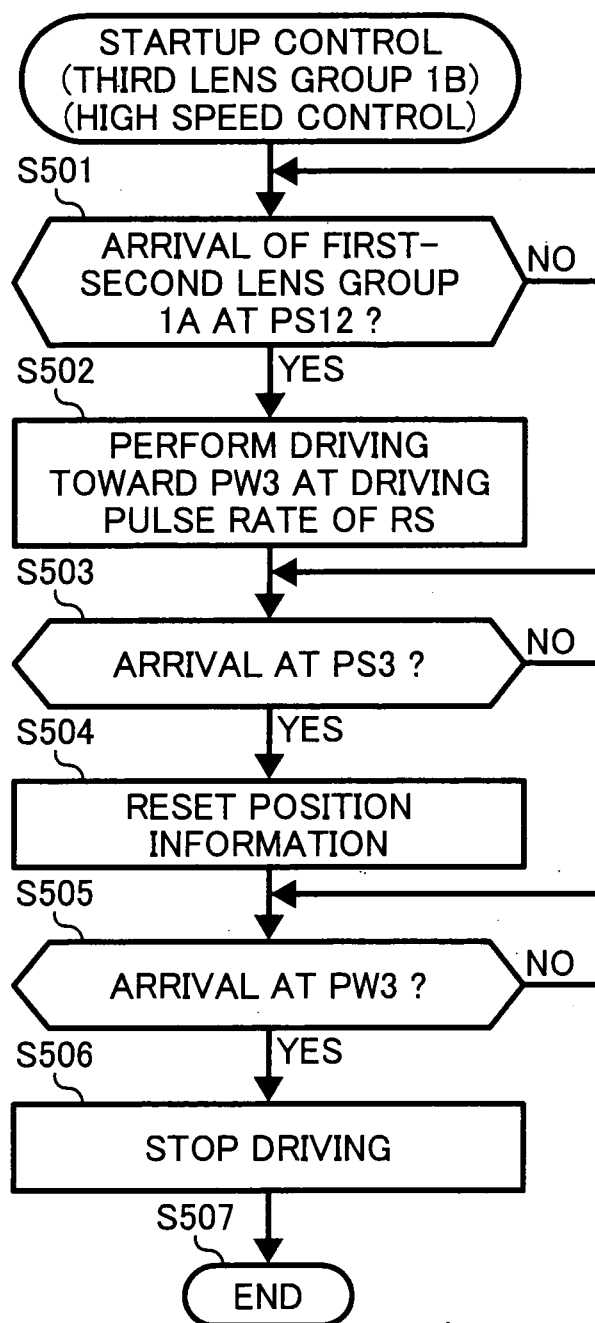 STARTUP CONTROL
(THIRD LENS GROUP 1B)
(HIGH SPEED CONTROL)
S501
ARRIVAL OF FIRST-
SECOND LENS GROUP
1A AT PS12 ?
NO
YES
S502
PERFORM DRIVING
TOWARD PW3 AT DRIVING
PULSE RATE OF RS
S503
ARRIVAL AT PS3 ?
NO
YES
S504
RESET POSITION
INFORMATION
S505
ARRIVAL AT PW3 ?
NO
YES
S506
STOP DRIVING
S507
END